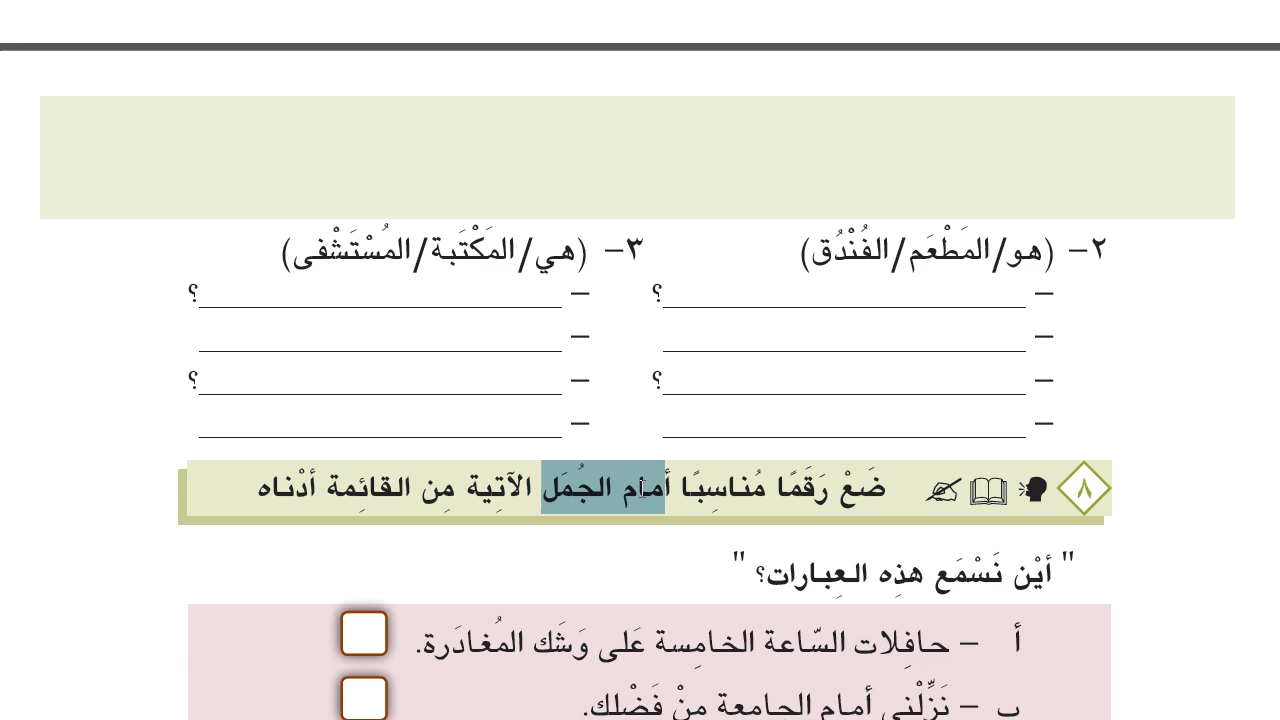 ٢- (هو/المَطْعَم/الفُنْدُق) ٣- (هي/المَكْتَبة/المُسْتَشْفى)
- ؟ - ؟
- -
- ؟ - ؟
- -
٨ ضَعْ رَقَمًا مُناسِبًا أمام الجُمَل الآتِية مِن القائِمة أدْناه
" أيْن نَسْمَع هذِه العِبارات؟ "
أ - حافِلات السّاعة الخامِسة عَلى وَشَك المُغادَرة.
ب - نَزِّلْني أمام الجامعة مِنْ فَضْلِك.